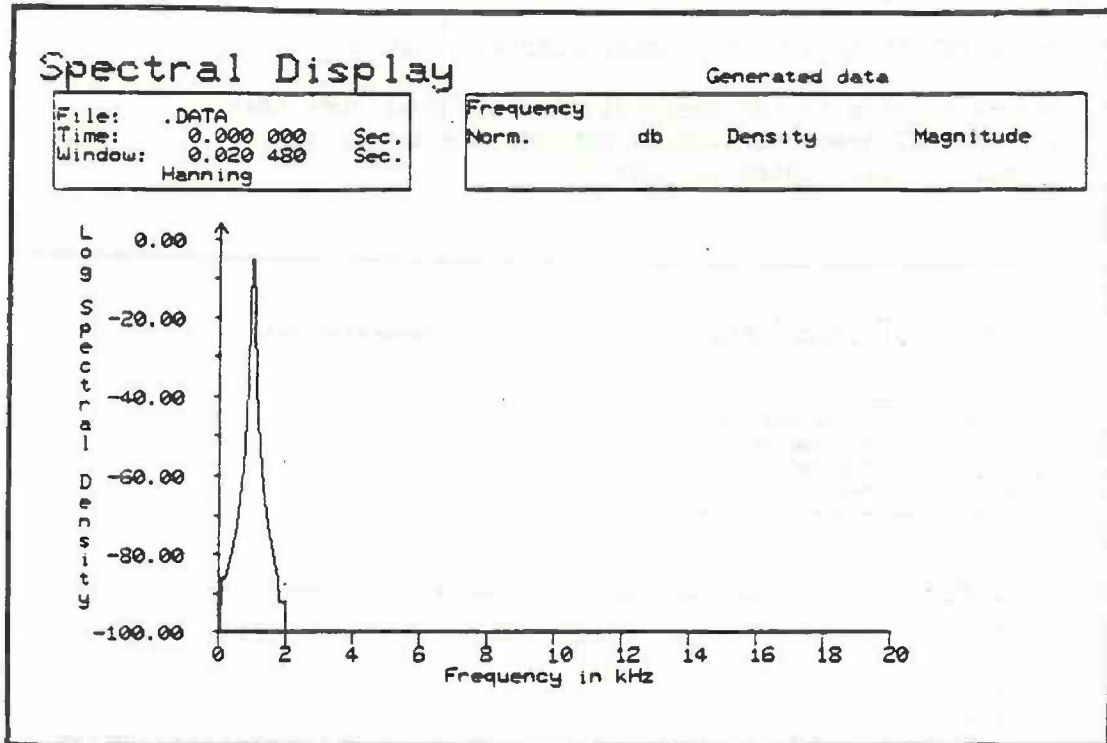 Spectral Display
Generated data
File: .DATA
Time: 0.000 000 Sec.
Window: 0.020 480 Sec.
Hanning
Frequency
Norm. db Density Magnitude
Log Spectral Density
0.00
-20.00
-40.00
-60.00
-80.00
-100.00
0 2 4 6 8 10 12 14 16 18 20
Frequency in kHz